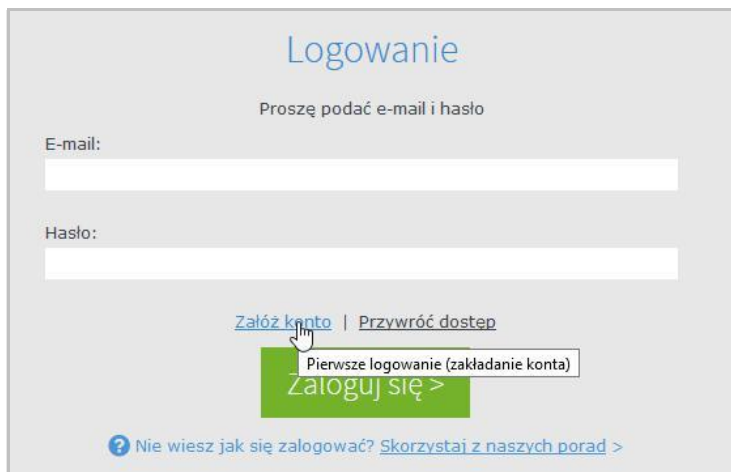 Logowanie
Proszę podać e-mail i hasło
E-mail:
Hasło:
Załóż konto | Przywróć dostęp
Pierwsze logowanie (zakładanie konta)
Zaloguj się >
Nie wiesz jak się zalogować? Skorzystaj z naszych porad >